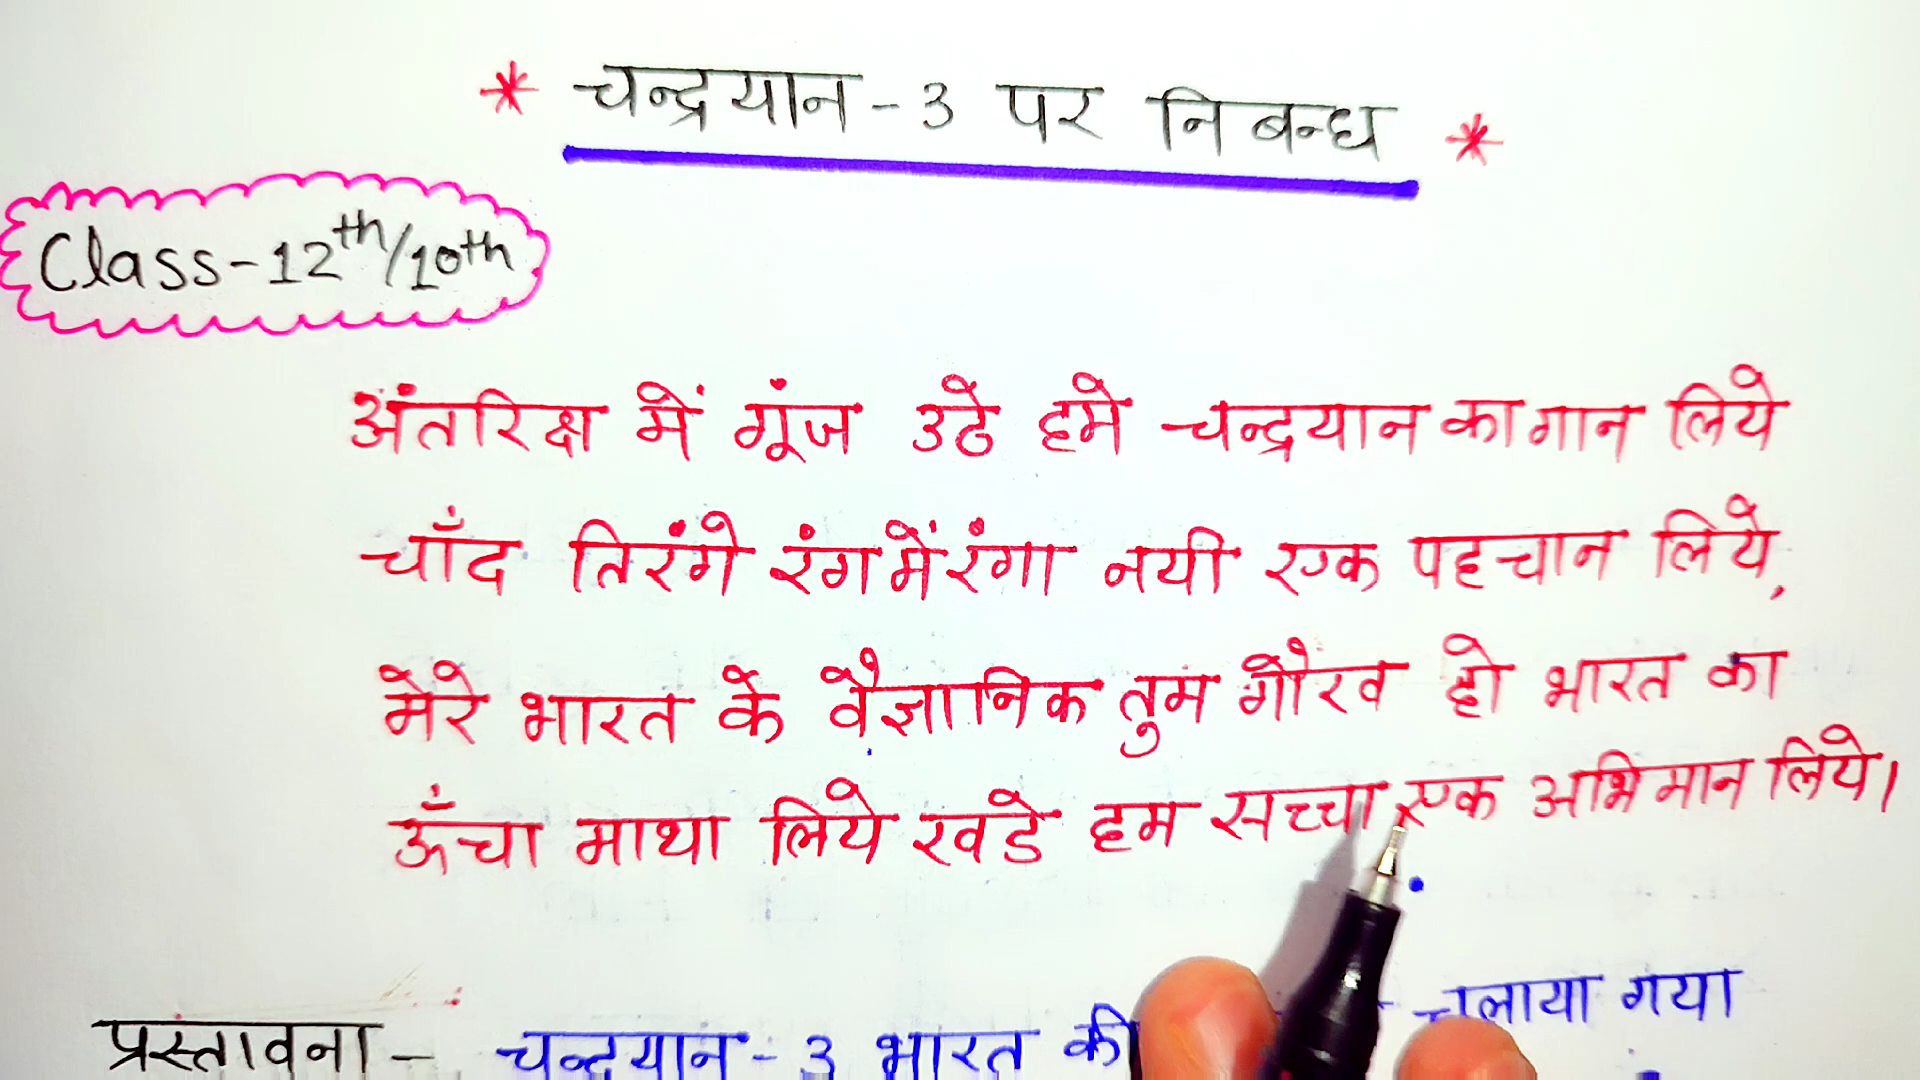 * चन्द्रयान - 3 पर निबन्ध *
Class-12th/10th
अंतरिक्ष में गूंज उठे हमे चन्द्रयान का गान लिये
चाँद तिरंगे रंग में रंगा नयी एक पहचान लिये,
मेरे भारत के वैज्ञानिक तुम गौरव हो भारत का
ऊँचा माथा लिये खडे हम सच्चा एक अभिमान लिये।
प्रस्तावना - चन्द्रयान - 3 भारत की चलाया गया